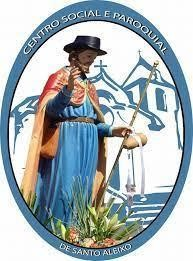 CENTRO SOCIAL E PAROQUIAL
DE SANTO ALEIXO